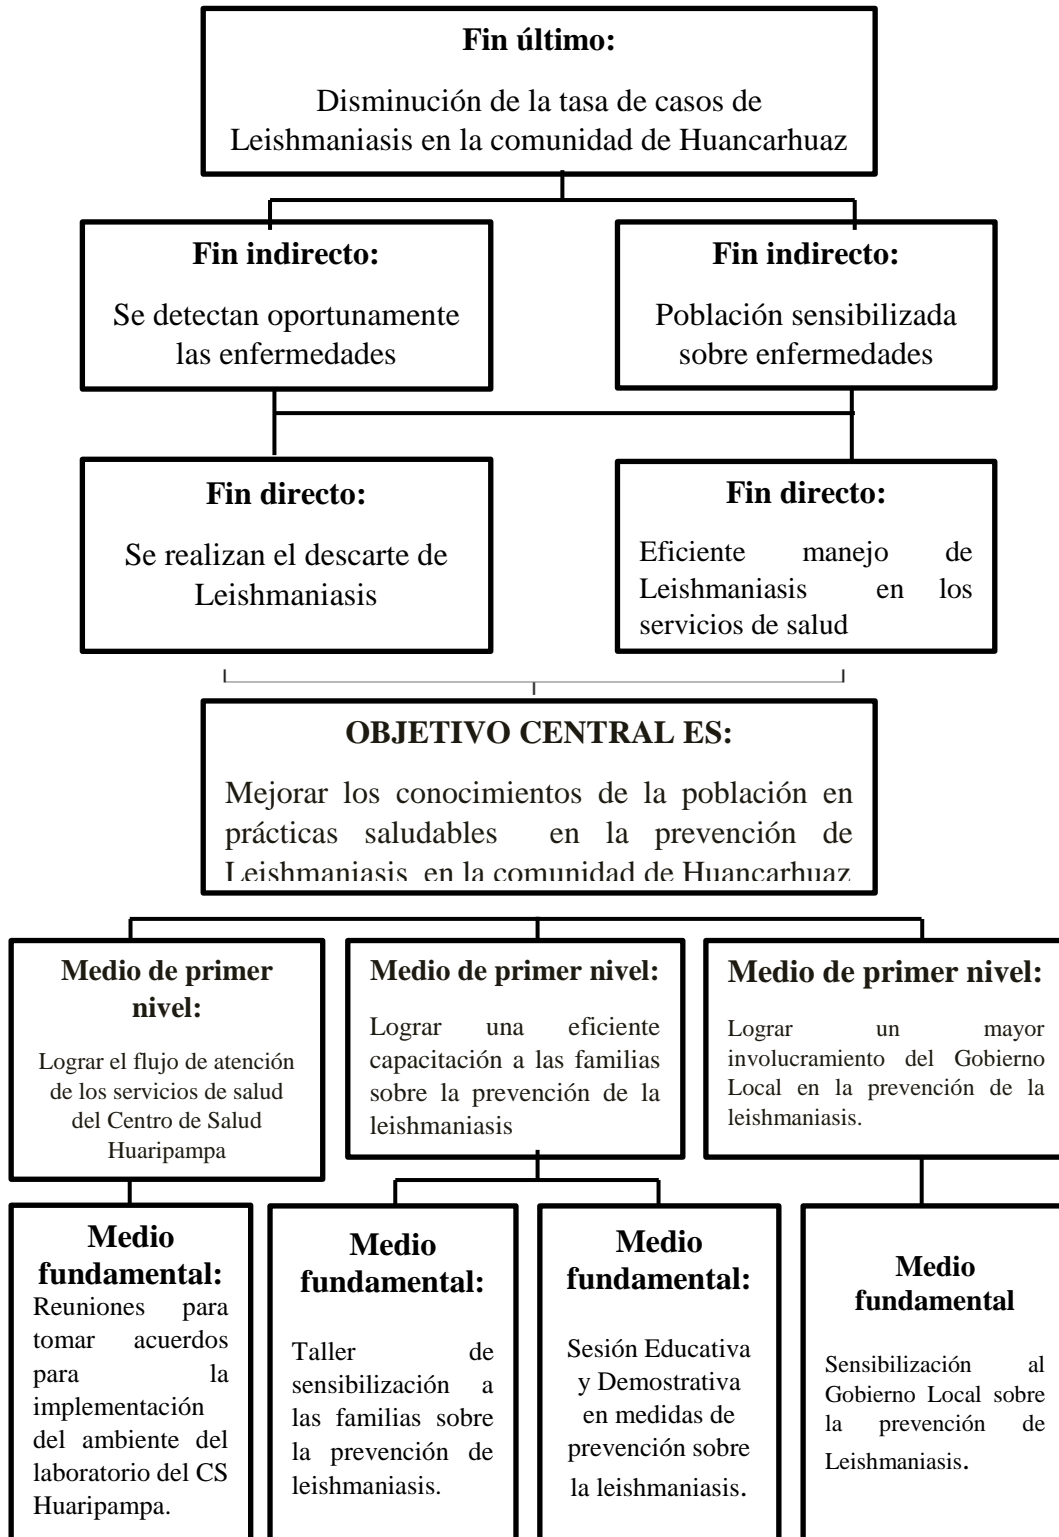 Fin último:
Disminución de la tasa de casos de
Leishmaniasis en la comunidad de Huancarhuaz
Fin indirecto:
Se detectan oportunamente
las enfermedades
Fin indirecto:
Población sensibilizada
sobre enfermedades
Fin directo:
Se realizan el descarte de
Leishmaniasis
Fin directo:
Eficiente manejo de
Leishmaniasis en los
servicios de salud
OBJETIVO CENTRAL ES:
Mejorar los conocimientos de la población en
prácticas saludables en la prevención de
Leishmaniasis en la comunidad de Huancarhuaz
Medio de primer
nivel:
Lograr el flujo de atención
de los servicios de salud
del Centro de Salud
Huaripampa
Medio de primer nivel:
Lograr una eficiente
capacitación a las familias
sobre la prevención de la
leishmaniasis
Medio de primer nivel:
Lograr un mayor
involucramiento del Gobierno
Local en la prevención de la
leishmaniasis.
Medio
fundamental:
Reuniones para
tomar acuerdos
para la
implementación
del ambiente del
laboratorio del CS
Huaripampa.
Medio
fundamental:
Taller de
sensibilización a
las familias sobre
la prevención de
leishmaniasis.
Medio
fundamental:
Sesión Educativa
y Demostrativa
en medidas de
prevención sobre
la leishmaniasis.
Medio
fundamental
Sensibilización al
Gobierno Local sobre
la prevención de
Leishmaniasis.